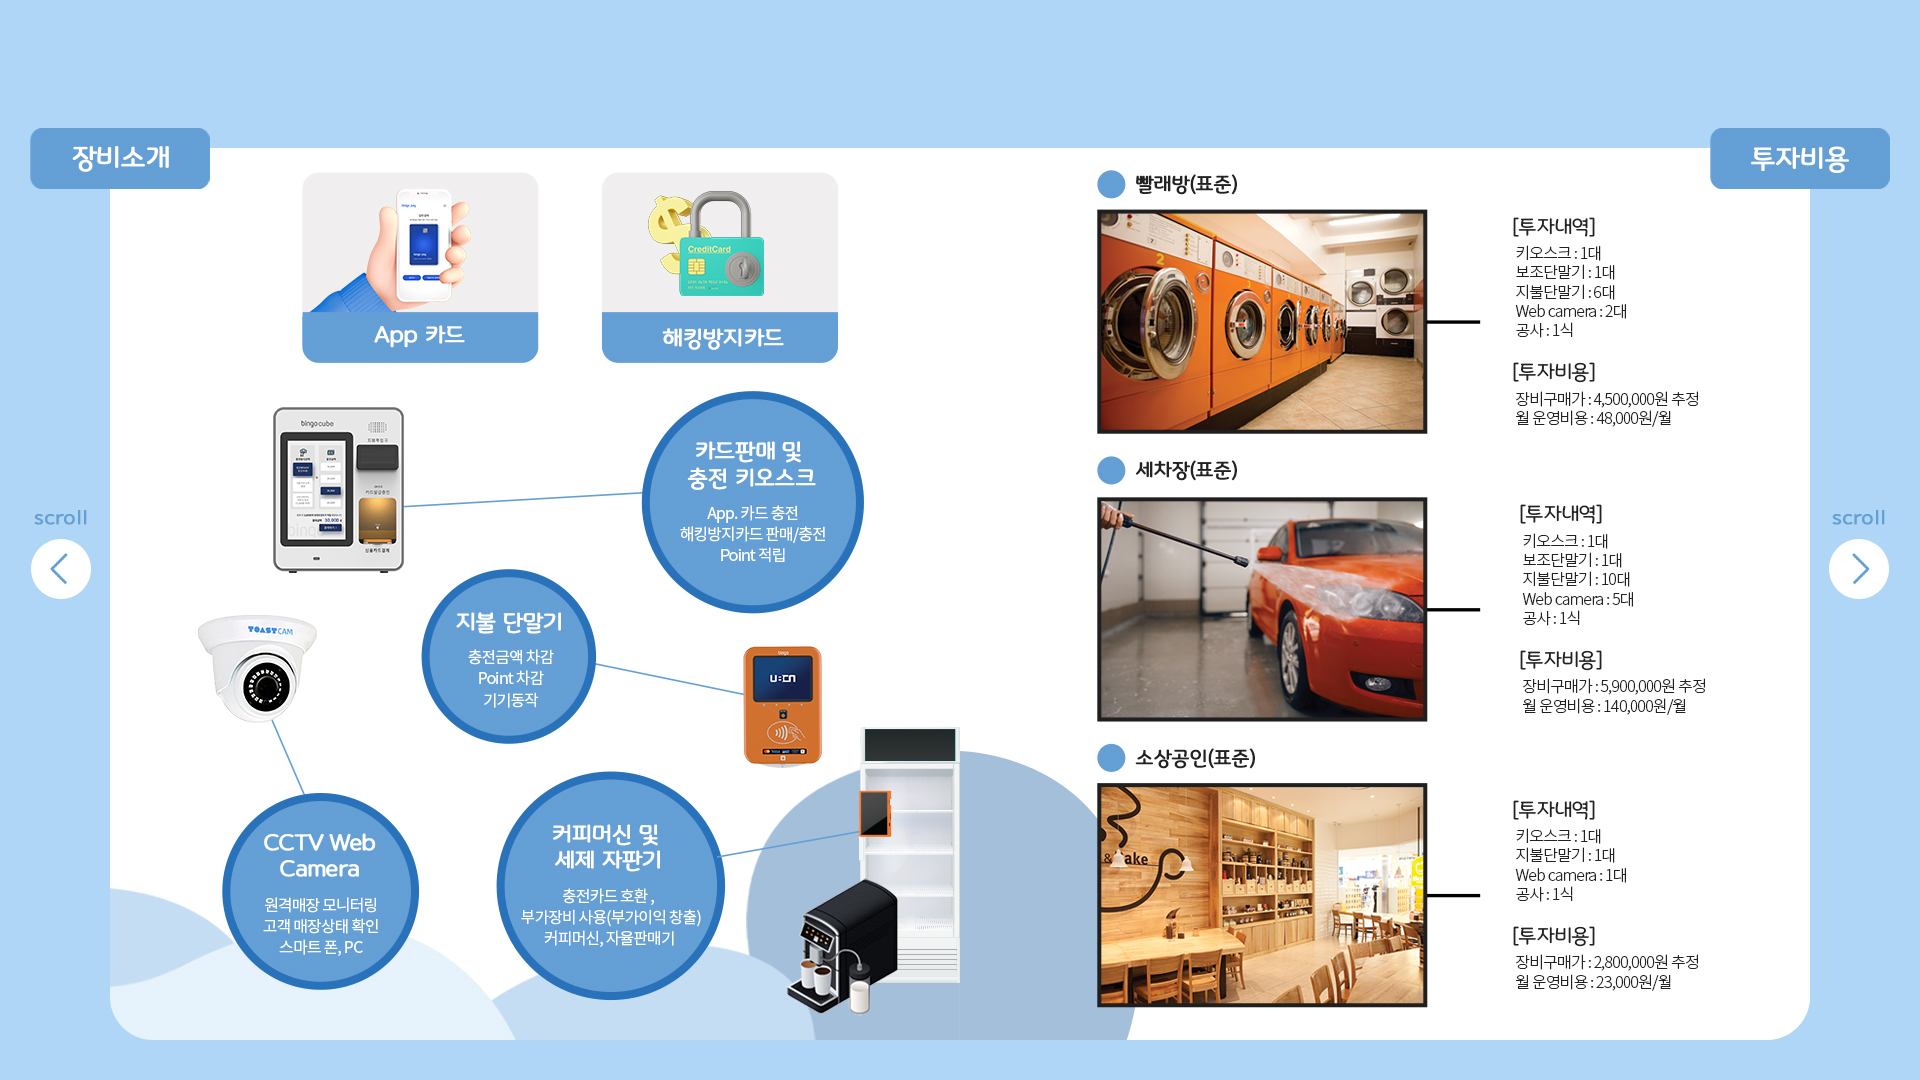 장비소개
투자비용
App 카드
CreditCard
해킹방지카드
bingocube
카드판매 및
충전 키오스크
App. 카드 충전
해킹방지카드 판매/충전
Point 적립
scroll
지불 단말기
충전금액 차감
Point 차감
기기동작
TOAST CAM
CCTV Web
Camera
원격매장 모니터링
고객 매장상태 확인
스마트 폰, PC
커피머신 및
세제 자판기
충전카드 호환 ,
부가장비 사용(부가이익 창출)
커피머신, 자율판매기
빨래방(표준)
2
[투자내역]
키오스크 : 1대
보조단말기 : 1대
지불단말기 : 6대
Web camera : 2대
공사 : 1식
[투자비용]
장비구매가 : 4,500,000원 추정
월 운영비용 : 48,000원/월
세차장(표준)
[투자내역]
키오스크 : 1대
보조단말기 : 1대
지불단말기 : 10대
Web camera : 5대
공사 : 1식
[투자비용]
장비구매가 : 5,900,000원 추정
월 운영비용 : 140,000원/월
scroll
소상공인(표준)
[투자내역]
키오스크 : 1대
지불단말기 : 1대
Web camera : 1대
공사 : 1식
[투자비용]
장비구매가 : 2,800,000원 추정
월 운영비용 : 23,000원/월